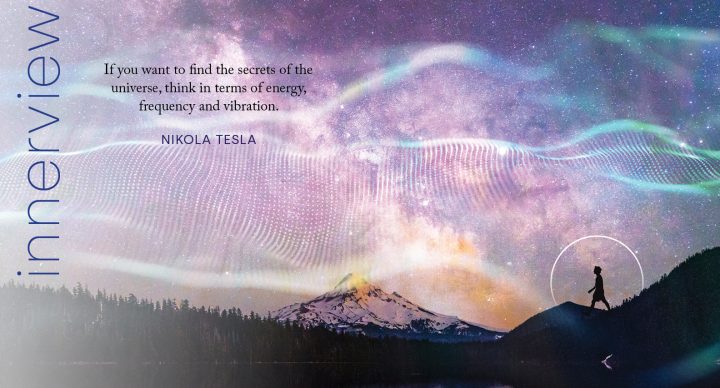 innerview
If you want to find the secrets of the
universe, think in terms of energy,
frequency and vibration.
NIKOLA TESLA